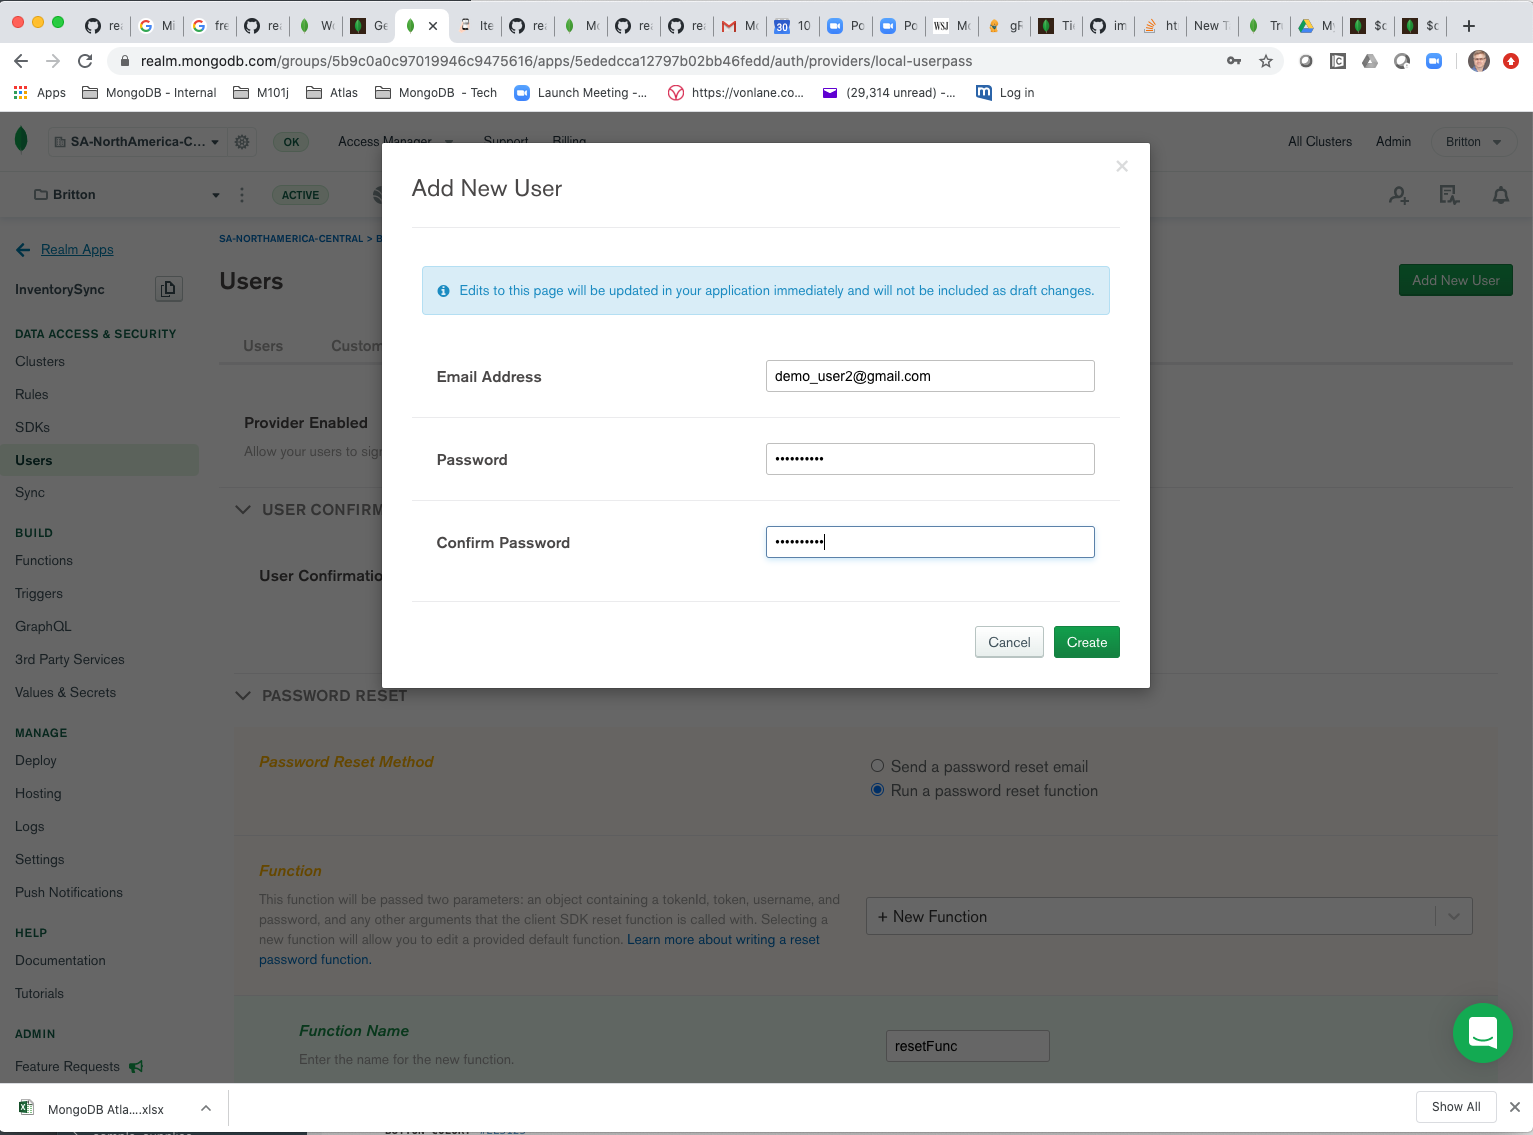 rea
Mi
fre
rea
Wo
Ge
Ite
rea
Mo
rea
rea
Mo
10
Po
Po
WSJ
Mo
gR
Tic
im
ht
New T
Tru
My
$c
$c
realm.mongodb.com/groups/5b9c0a0c97019946c9475616/apps/5ededcca12797b02bb46fedd/auth/providers/local-userpass
Apps MongoDB - Internal M101j Atlas MongoDB - Tech Launch Meeting -... https://vonlane.co... (29,314 unread) -... Log in
SA-NorthAmerica-C... OK Access Manager Support Billing All Clusters Admin Britton
Britton ACTIVE
Realm Apps
InventorySync
DATA ACCESS & SECURITY
Clusters
Rules
SDKs
Users
Sync
BUILD
Functions
Triggers
GraphQL
3rd Party Services
Values & Secrets
MANAGE
Deploy
Hosting
Logs
Settings
Push Notifications
HELP
Documentation
Tutorials
ADMIN
Feature Requests
SA-NORTHAMERICA-CENTRAL > B
Users
Add New User
Users Custom
Provider Enabled
Allow your users to sig
USER CONFIRM
User Confirmatio
Add New User
×
Edits to this page will be updated in your application immediately and will not be included as draft changes.
Email Address demo_user2@gmail.com
Password ••••••••••
Confirm Password ••••••••••
Cancel Create
PASSWORD RESET
Password Reset Method
Send a password reset email
Run a password reset function
Function
This function will be passed two parameters: an object containing a tokenId, token, username, and
password, and any other arguments that the client SDK reset function is called with. Selecting a
new function will allow you to edit a provided default function. Learn more about writing a reset
password function.
+ New Function
Function Name
Enter the name for the new function.
resetFunc
MongoDB Atla....xlsx
Show All